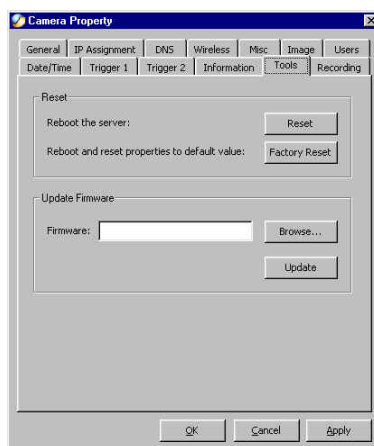 Camera Property
General IP Assignment DNS Wireless Misc Image Users
Date/Time Trigger 1 Trigger 2 Information Tools Recording
Reset
Reboot the server: Reset
Reboot and reset properties to default value: Factory Reset
Update Firmware
Firmware: Browse...
Update
OK Cancel Apply